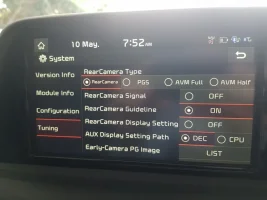 10 May. 7:52AM
System
Version Info
Module Info
Configuration
Tuning
RearCamera Type
RearCamera PGS AVM Full AVM Half
RearCamera Signal OFF
RearCamera Guideline ON
RearCamera Display Setting OFF
AUX Display Setting Path DEC CPU
Early-Camera PG Image LIST